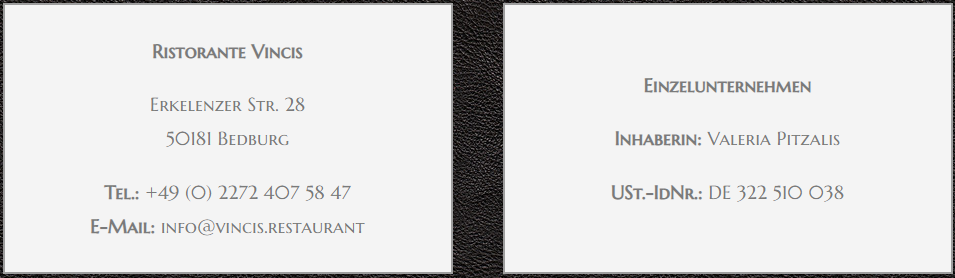 Ristorante Vincis
Erkelenzer Str. 28
50181 Bedburg
Tel.: +49 (0) 2272 407 58 47
E-Mail: info@vincis.restaurant
Einzelunternehmen
Inhaberin: Valeria Pitzalis
USt.-IdNr.: DE 322 510 038